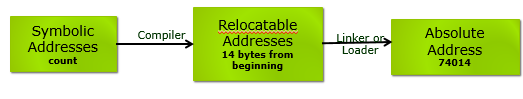 Symbolic
Addresses
count
Compiler
Relocatable
Addresses
14 bytes from
beginning
Linker or
Loader
Absolute
Address
74014